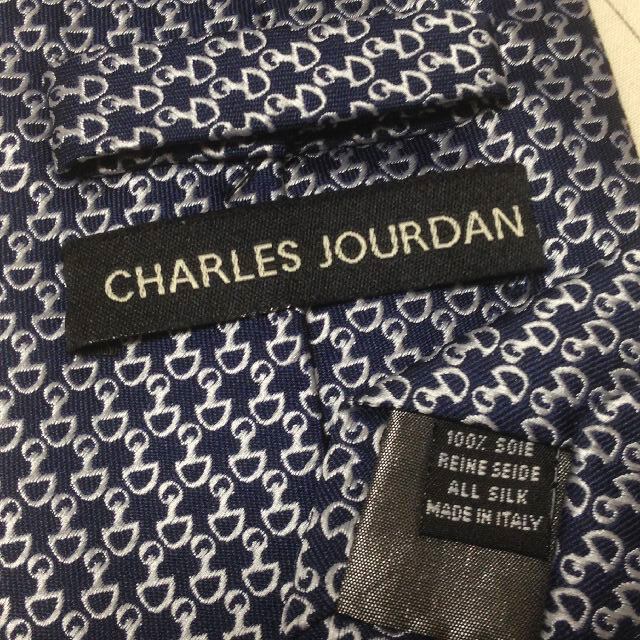 CHARLES JOURDAN
100% SOIE
REINE SEIDE
ALL SILK
MADE IN ITALY